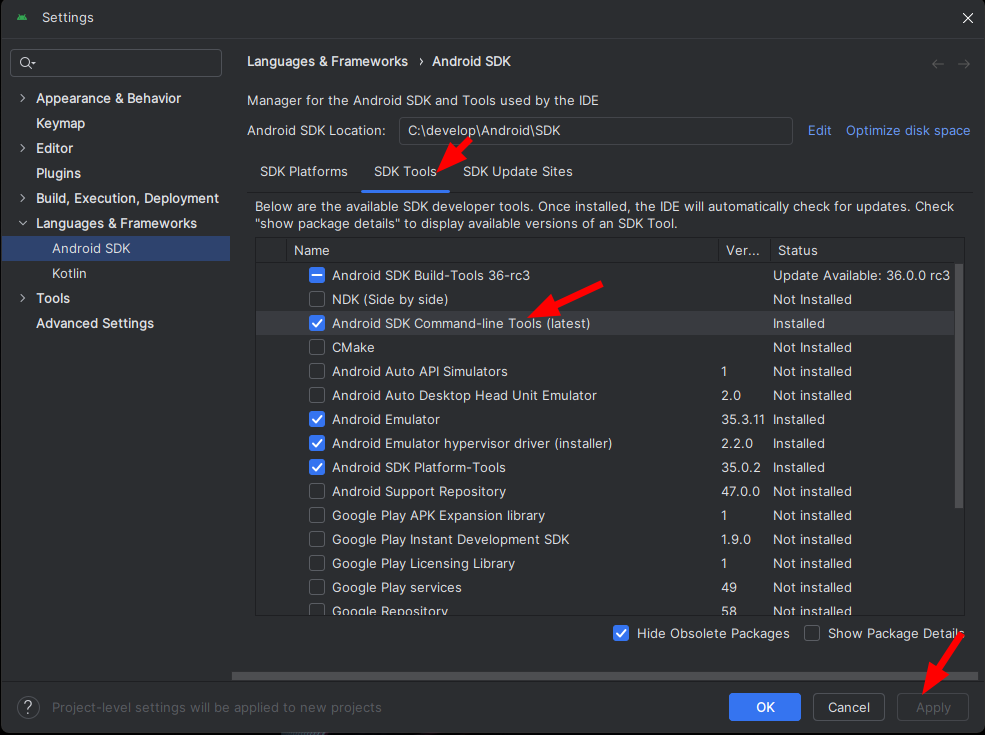 Settings
Languages & Frameworks › Android SDK
Appearance & Behavior
Keymap
Editor
Plugins
Build, Execution, Deployment
Languages & Frameworks
Android SDK
Kotlin
Tools
Advanced Settings
Manager for the Android SDK and Tools used by the IDE
Android SDK Location: C:\develop\Android\SDK Edit Optimize disk space
SDK Platforms SDK Tools SDK Update Sites
Below are the available SDK developer tools. Once installed, the IDE will automatically check for updates. Check
"show package details" to display available versions of an SDK Tool.
Name Ver... Status
Android SDK Build-Tools 36-rc3 Update Available: 36.0.0 rc3
NDK (Side by side) Not Installed
Android SDK Command-line Tools (latest) Installed
CMake Not Installed
Android Auto API Simulators 1 Not installed
Android Auto Desktop Head Unit Emulator 2.0 Not installed
Android Emulator 35.3.11 Installed
Android Emulator hypervisor driver (installer) 2.2.0 Installed
Android SDK Platform-Tools 35.0.2 Installed
Android Support Repository 47.0.0 Not installed
Google Play APK Expansion library 1 Not installed
Google Play Instant Development SDK 1.9.0 Not installed
Google Play Licensing Library 1 Not installed
Google Play services 49 Not installed
Google Repository 58 Not installed
Hide Obsolete Packages Show Package Details
? Project-level settings will be applied to new projects
OK Cancel Apply